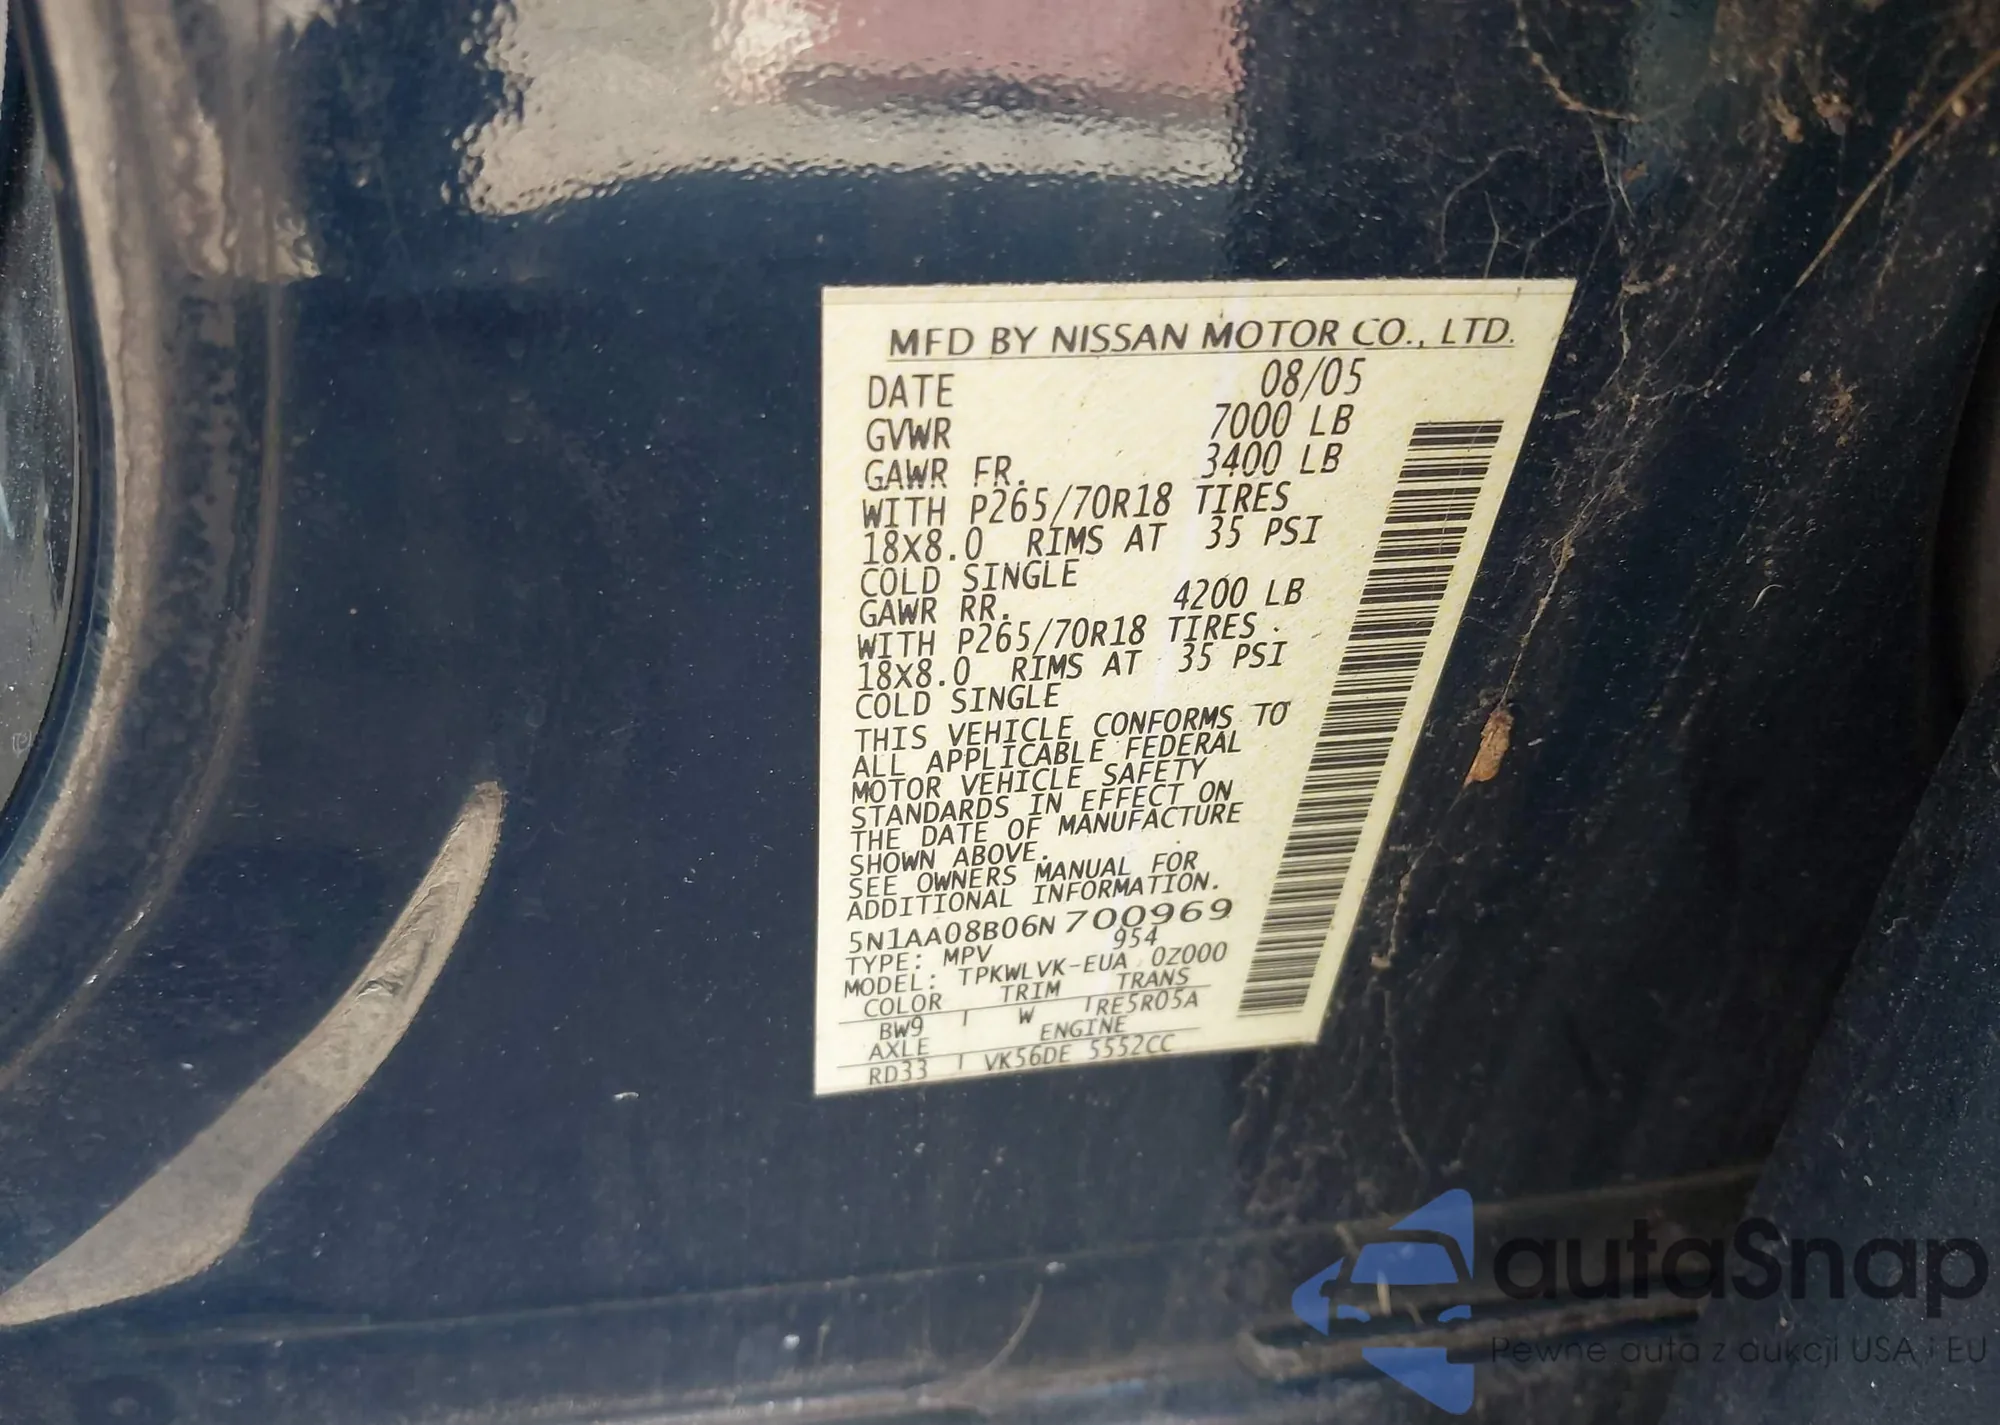 MFD BY NISSAN MOTOR CO., LTD.
DATE 08/05
GVWR 7000 LB
GAWR FR. 3400 LB
WITH P265/70R18 TIRES
18X8.0 RIMS AT 35 PSI
COLD SINGLE
GAWR RR. 4200 LB
WITH P265/70R18 TIRES
18X8.0 RIMS AT 35 PSI
COLD SINGLE
THIS VEHICLE CONFORMS TO
ALL APPLICABLE FEDERAL
MOTOR VEHICLE SAFETY
STANDARDS IN EFFECT ON
THE DATE OF MANUFACTURE
SHOWN ABOVE.
SEE OWNERS MANUAL FOR
ADDITIONAL INFORMATION.
5N1AA08B06N700969
TYPE: MPV 954
MODEL: TPKWLVK-EUA 0Z000
COLOR TRIM TRANS
BW9 W RE5R05A
AXLE ENGINE
RD33 VK56DE 5552CC
autaSnap
Pewne auta z aukcji USA i EU